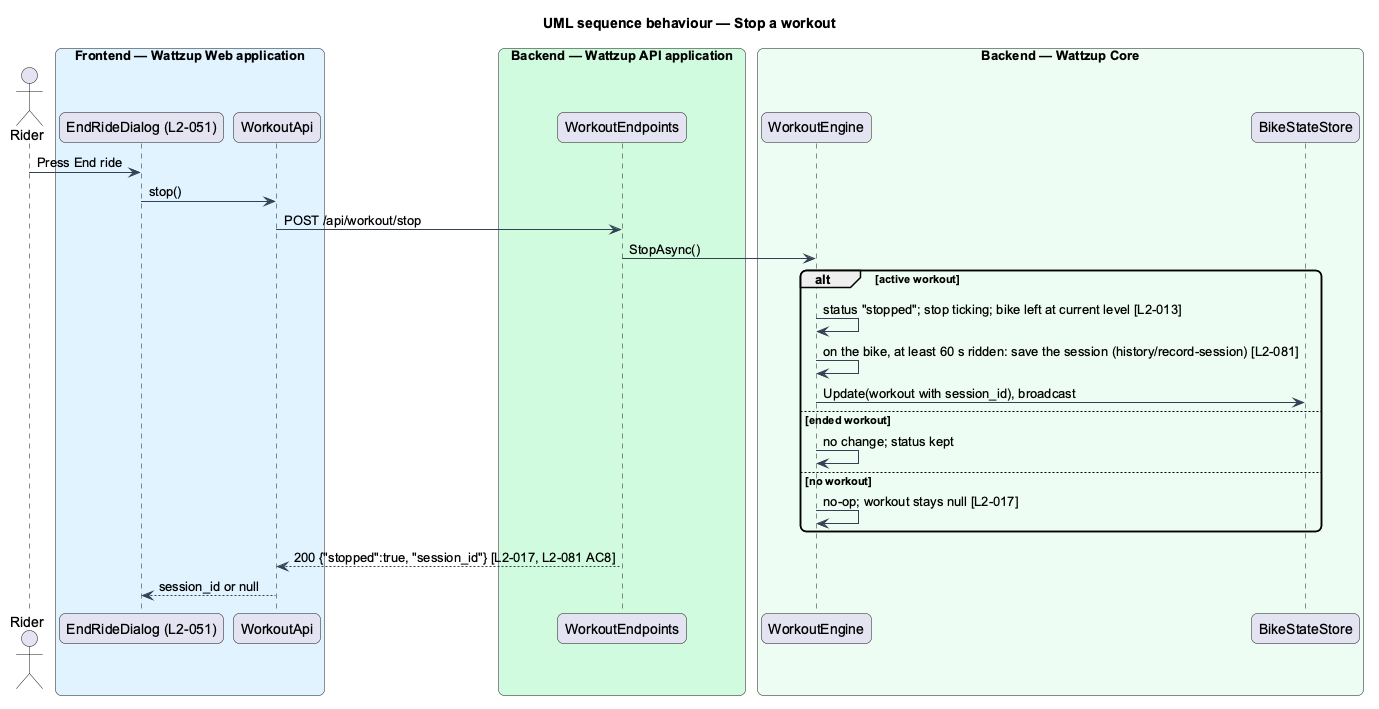 UML sequence behaviour — Stop a workout
Frontend — Wattzup Web application
Backend — Wattzup API application
Backend — Wattzup Core
Rider
EndRideDialog (L2-051)
WorkoutApi
WorkoutEndpoints
WorkoutEngine
BikeStateStore
Press End ride
stop()
POST /api/workout/stop
StopAsync()
alt
[active workout]
status "stopped"; stop ticking; bike left at current level [L2-013]
on the bike, at least 60 s ridden: save the session (history/record-session) [L2-081]
Update(workout with session_id), broadcast
[ended workout]
no change; status kept
[no workout]
no-op; workout stays null [L2-017]
200 {"stopped":true, "session_id"} [L2-017, L2-081 AC8]
session_id or null
Rider
EndRideDialog (L2-051)
WorkoutApi
WorkoutEndpoints
WorkoutEngine
BikeStateStore